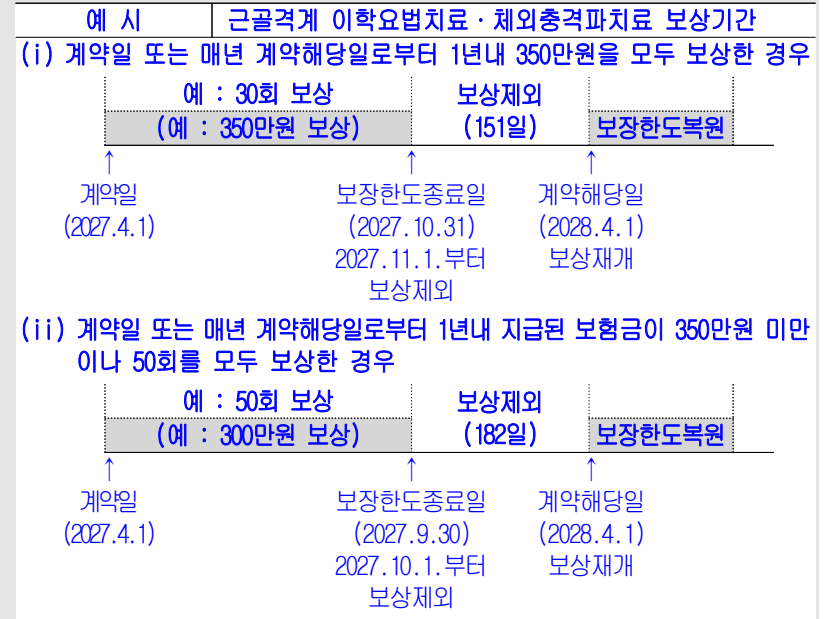 예 시 근골격계 이학요법치료·체외충격파치료 보상기간
(i) 계약일 또는 매년 계약해당일로부터 1년내 350만원을 모두 보상한 경우
예 : 30회 보상 보상제외
(예 : 350만원 보상) (151일) 보장한도복원
↑ ↑ ↑
계약일 보장한도종료일 계약해당일
(2027.4.1) (2027.10.31) (2028.4.1)
2027.11.1.부터 보상재개
보상제외
(ii) 계약일 또는 매년 계약해당일로부터 1년내 지급된 보험금이 350만원 미만
이나 50회를 모두 보상한 경우
예 : 50회 보상 보상제외
(예 : 300만원 보상) (182일) 보장한도복원
↑ ↑ ↑
계약일 보장한도종료일 계약해당일
(2027.4.1) (2027.9.30) (2028.4.1)
2027.10.1.부터 보상재개
보상제외